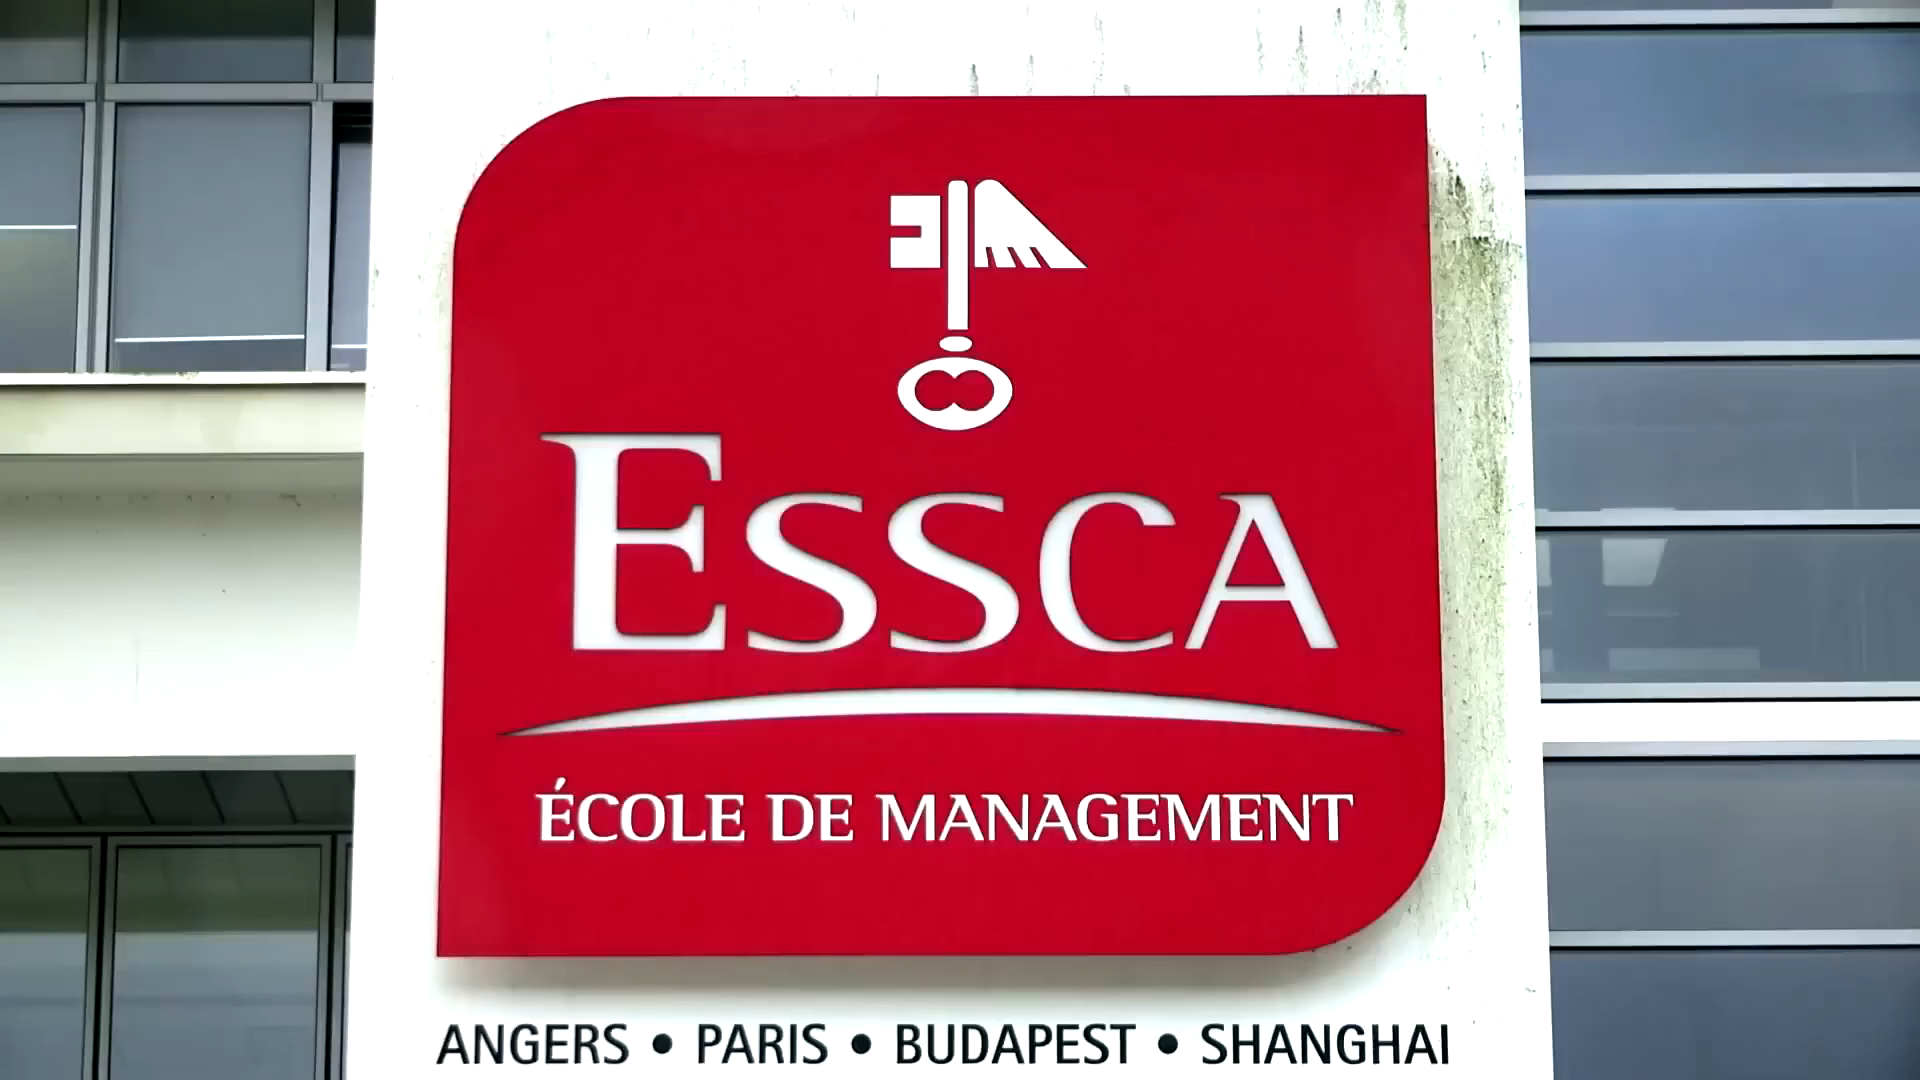 ESSCA
ÉCOLE DE MANAGEMENT
ANGERS • PARIS • BUDAPEST • SHANGHAI